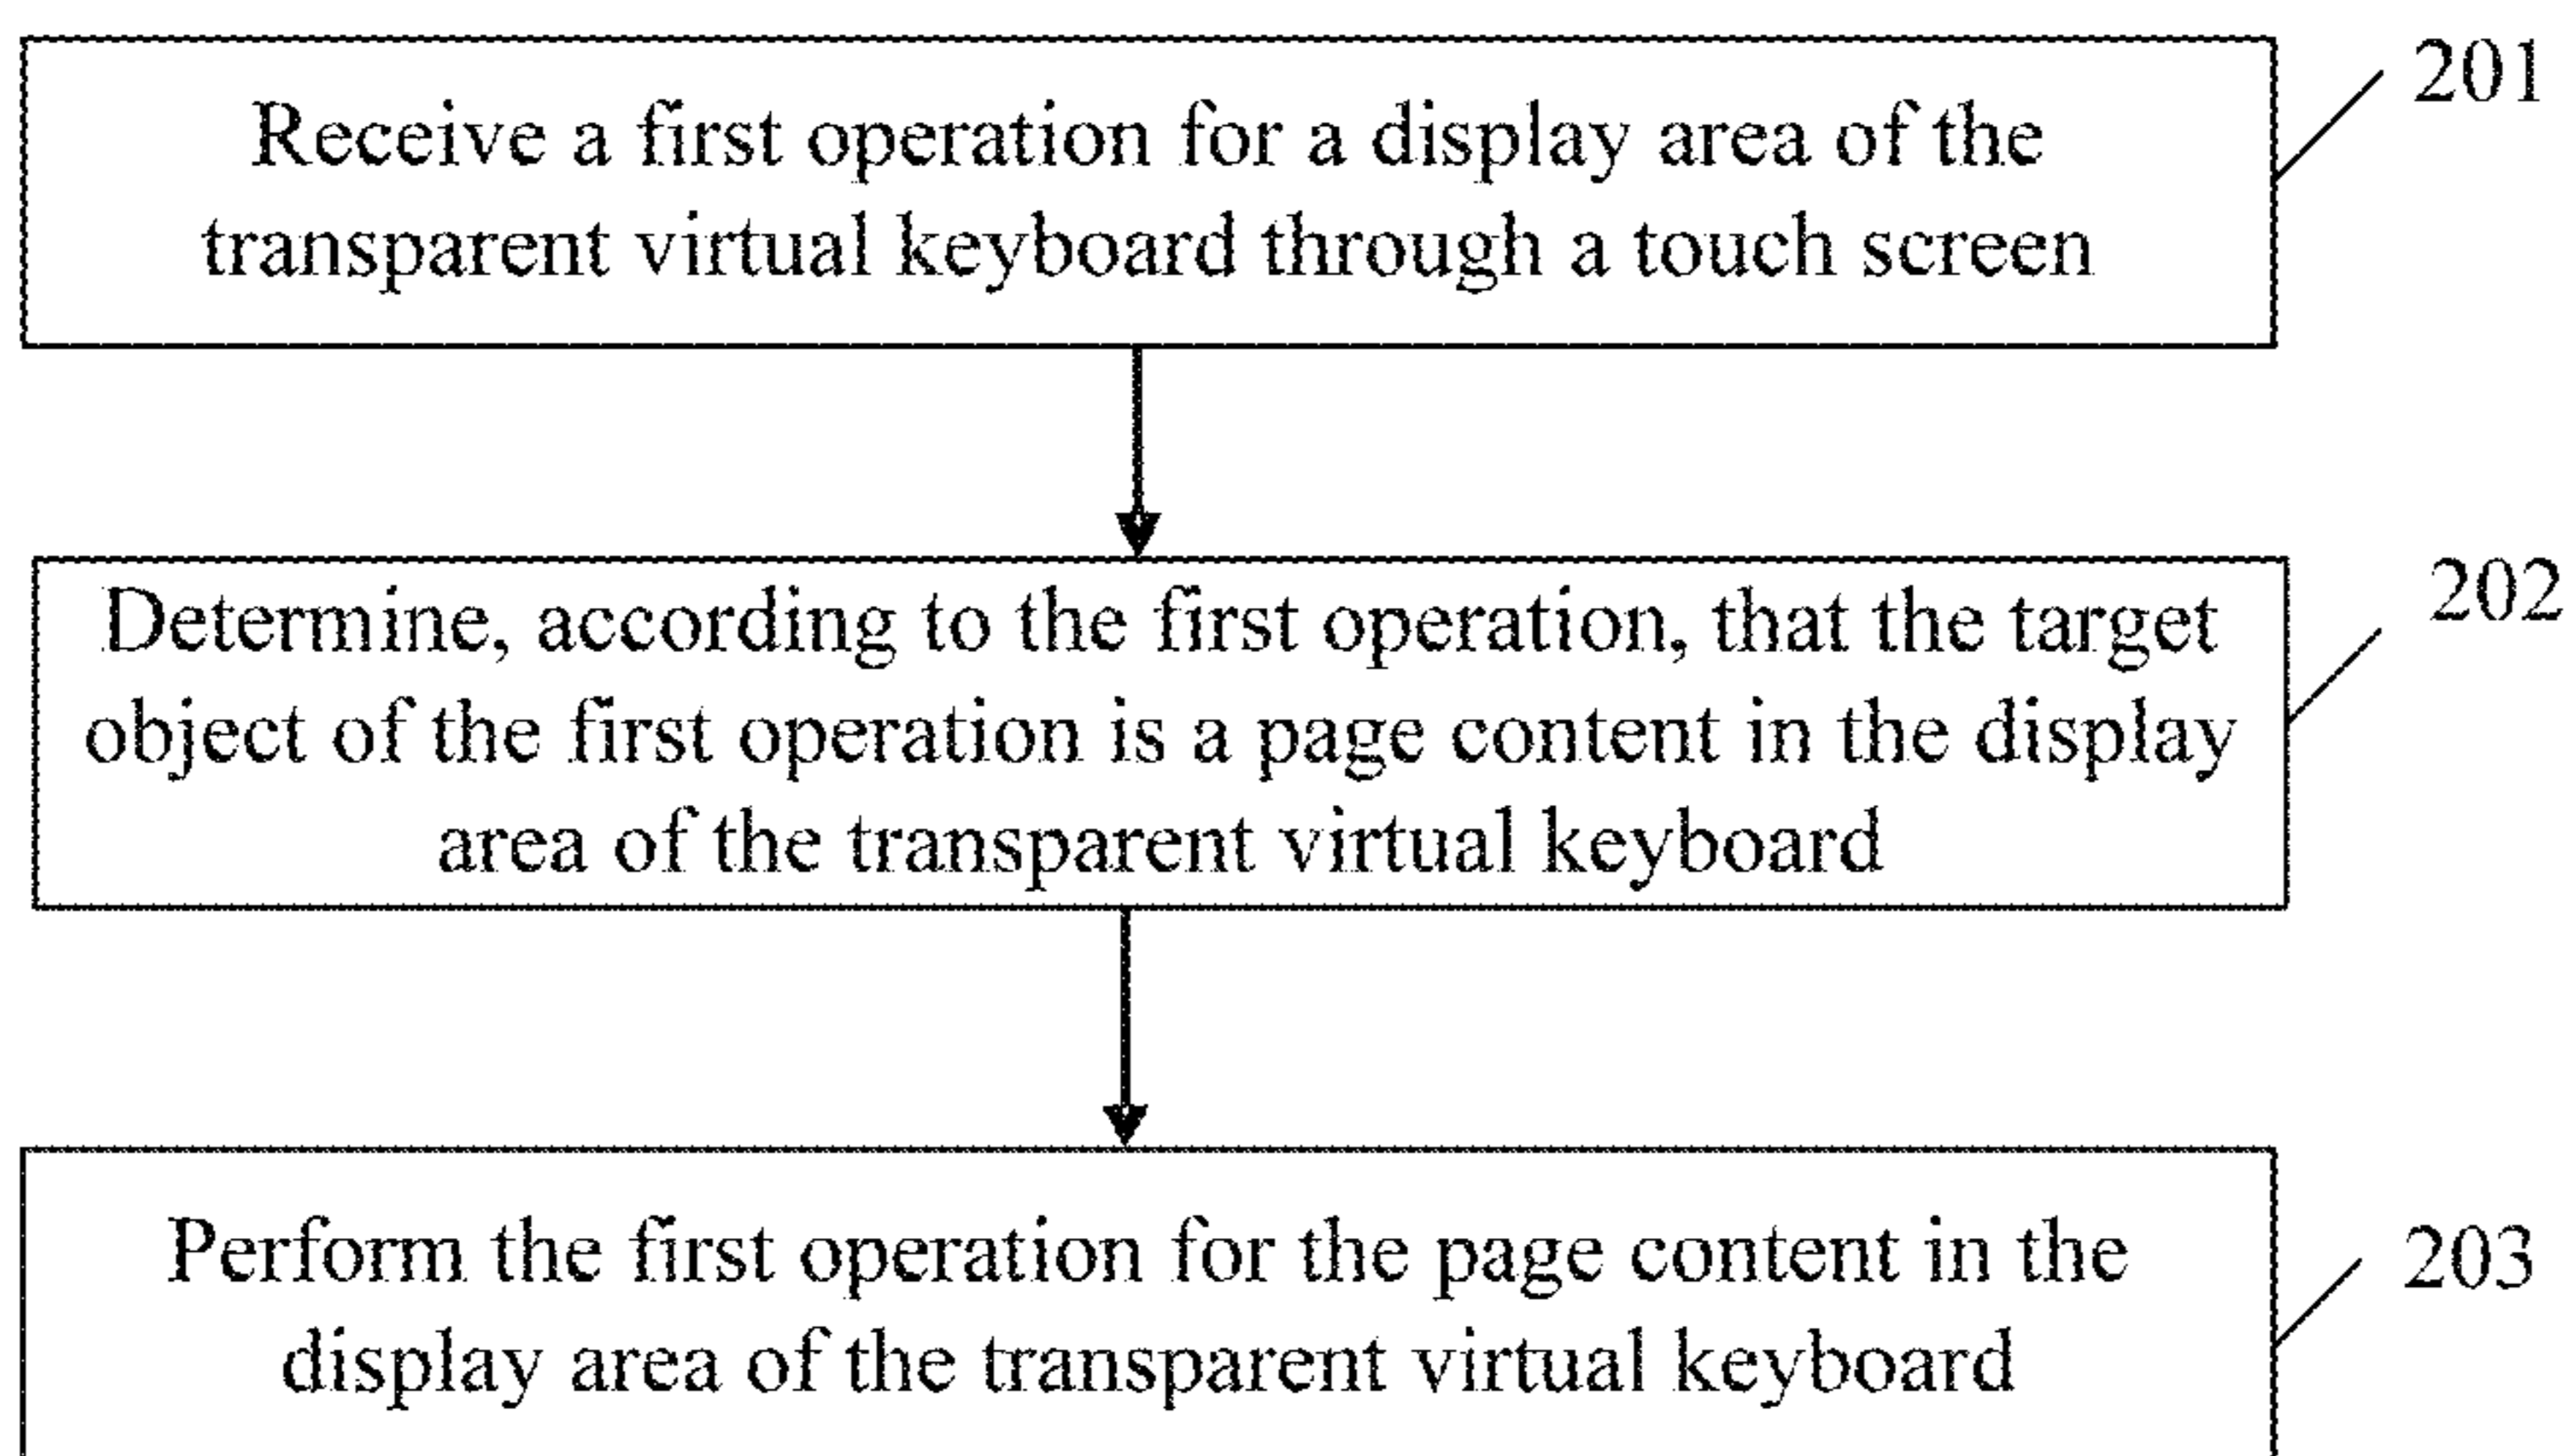 Receive a first operation for a display area of the
transparent virtual keyboard through a touch screen
201
Determine, according to the first operation, that the target
object of the first operation is a page content in the display
area of the transparent virtual keyboard
202
Perform the first operation for the page content in the
display area of the transparent virtual keyboard
203